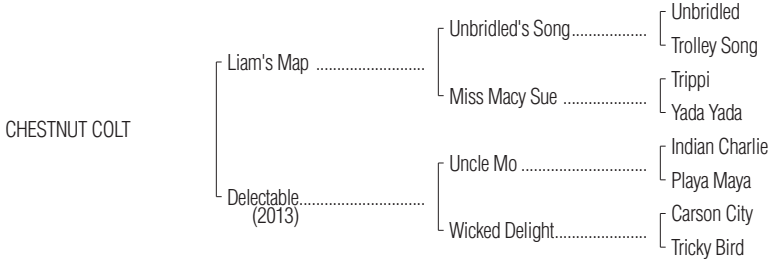 CHESTNUT COLT
Liam's Map ..........................
Delectable..............................
(2013)
Unbridled's Song..................
Miss Macy Sue ....................
Uncle Mo ..............................
Wicked Delight......................
Unbridled
Trolley Song
Trippi
Yada Yada
Indian Charlie
Playa Maya
Carson City
Tricky Bird